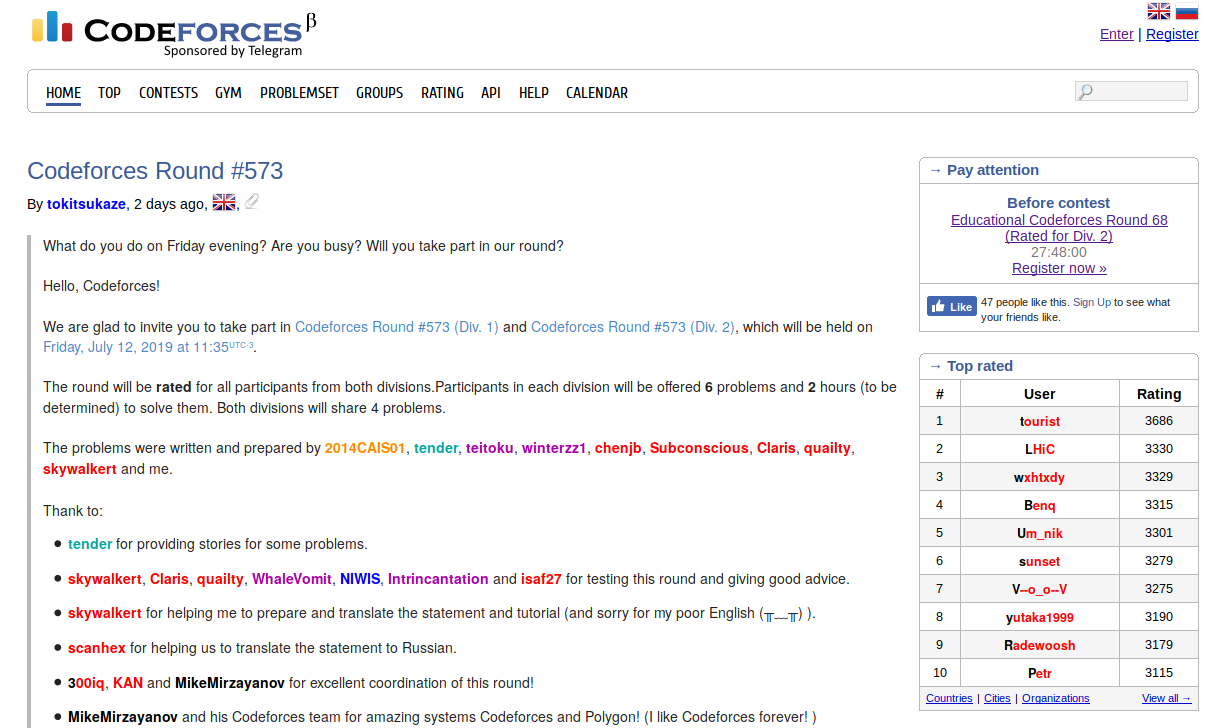 CODEFORCES β
Sponsored by Telegram
Enter | Register
HOME TOP CONTESTS GYM PROBLEMSET GROUPS RATING API HELP CALENDAR
Codeforces Round #573
By tokitsukaze, 2 days ago, ,
What do you do on Friday evening? Are you busy? Will you take part in our round?
Hello, Codeforces!
We are glad to invite you to take part in Codeforces Round #573 (Div. 1) and Codeforces Round #573 (Div. 2), which will be held on
Friday, July 12, 2019 at 11:35UTC-3.
The round will be rated for all participants from both divisions.Participants in each division will be offered 6 problems and 2 hours (to be
determined) to solve them. Both divisions will share 4 problems.
The problems were written and prepared by 2014CAIS01, tender, teitoku, winterzz1, chenjb, Subconscious, Claris, quailty,
skywalkert and me.
Thank to:
● tender for providing stories for some problems.
● skywalkert, Claris, quailty, WhaleVomit, NIWIS, Intrincantation and isaf27 for testing this round and giving good advice.
● skywalkert for helping me to prepare and translate the statement and tutorial (and sorry for my poor English (╥﹏╥) ).
● scanhex for helping us to translate the statement to Russian.
● 300iq, KAN and MikeMirzayanov for excellent coordination of this round!
● MikeMirzayanov and his Codeforces team for amazing systems Codeforces and Polygon! (I like Codeforces forever! )
→ Pay attention
Before contest
Educational Codeforces Round 68
(Rated for Div. 2)
27:48:00
Register now »
Like 47 people like this. Sign Up to see what
your friends like.
→ Top rated
# User Rating
1 tourist 3686
2 LHiC 3330
3 wxhtxdy 3329
4 Benq 3315
5 Um_nik 3301
6 sunset 3279
7 V--o_o--V 3275
8 yutaka1999 3190
9 Radewoosh 3179
10 Petr 3115
Countries | Cities | Organizations View all →